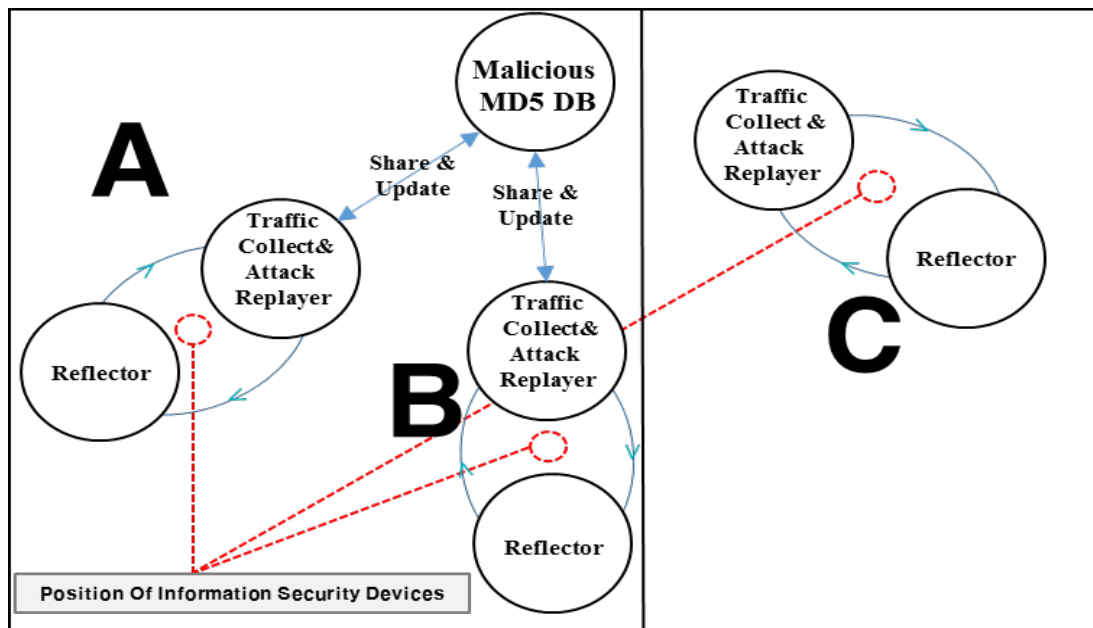 Malicious
MD5 DB
A
Share &
Update
Share &
Update
Traffic
Collect&
Attack
Replayer
Reflector
B
Traffic
Collect&
Attack
Replayer
Reflector
Position Of Information Security Devices
Traffic
Collect &
Attack
Replayer
Reflector
C